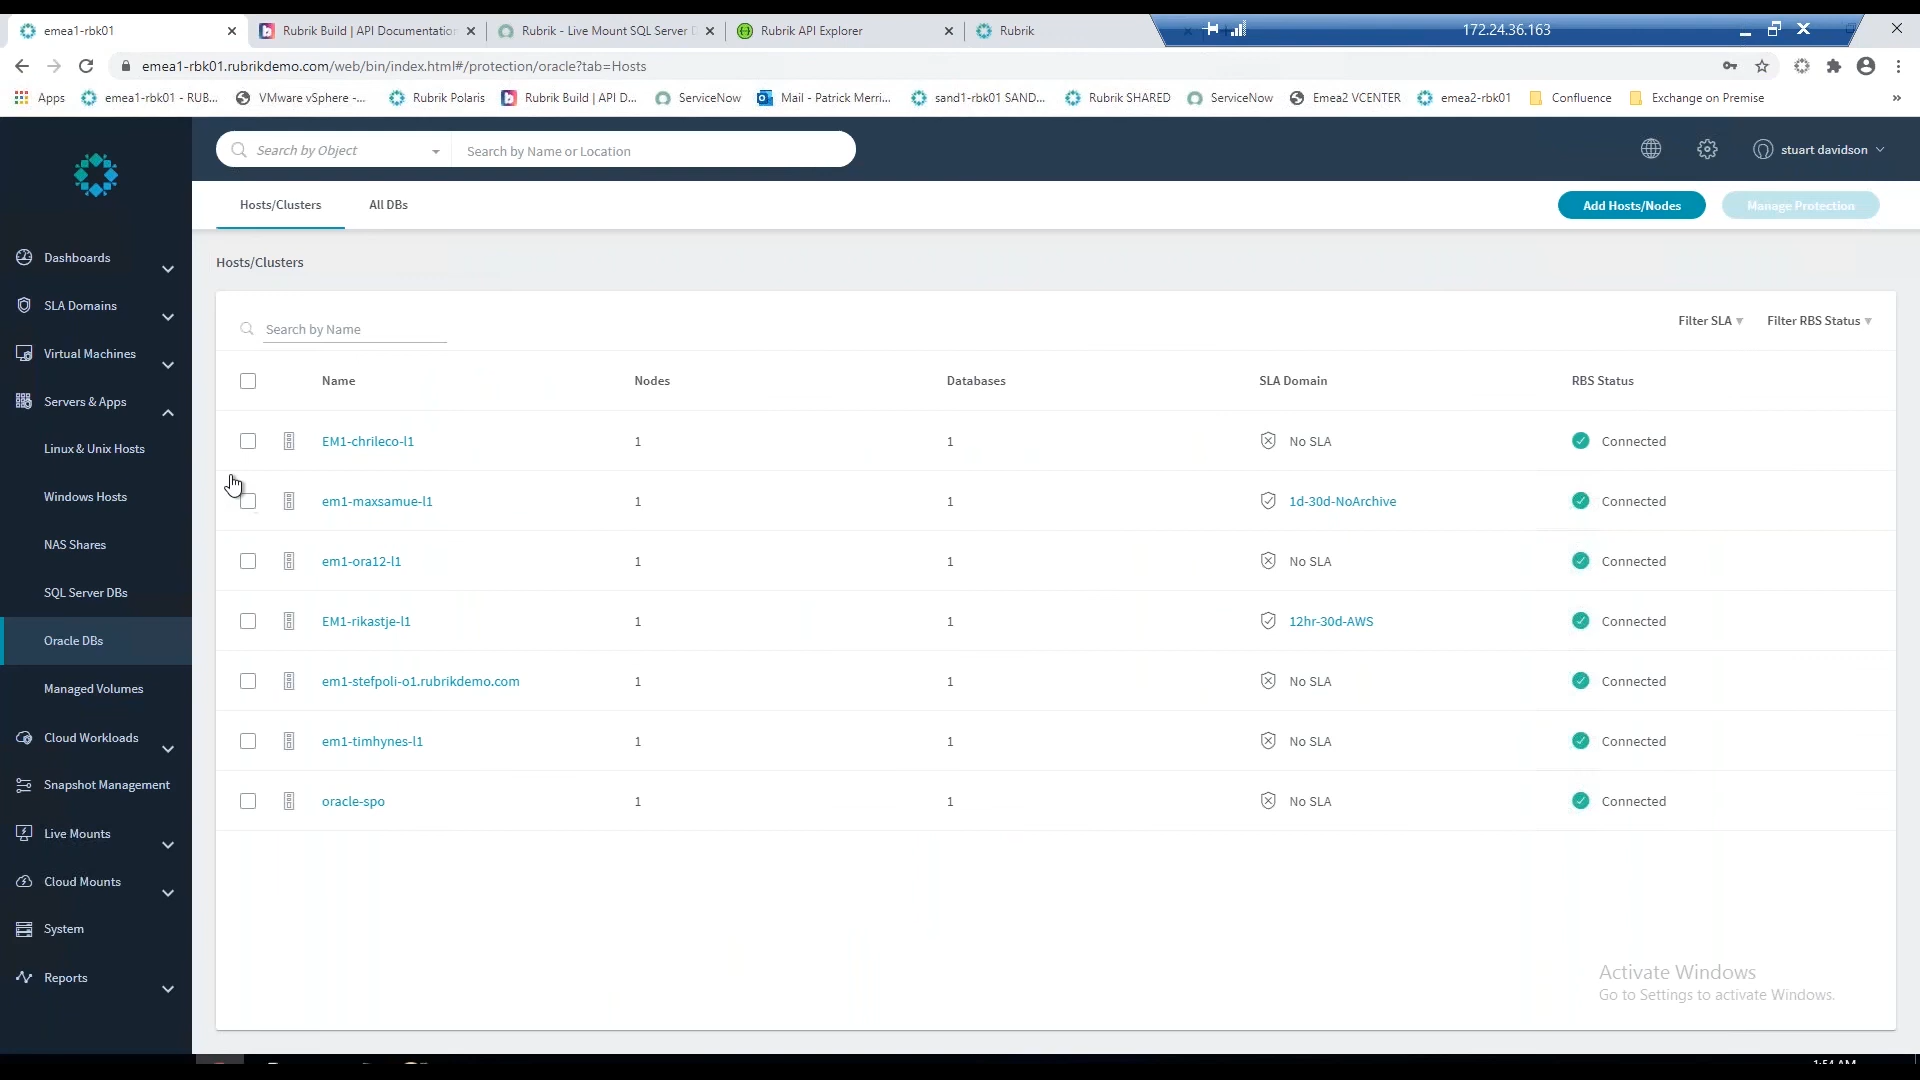 emea1-rbk01
Rubrik Build | API Documentation
Rubrik - Live Mount SQL Server
Rubrik API Explorer
Rubrik
172.24.36.163
emea1-rbk01.rubrikdemo.com/web/bin/index.html#/protection/oracle?tab=Hosts
Apps
emea1-rbk01 - RUB...
VMware vSphere -...
Rubrik Polaris
Rubrik Build | API D...
ServiceNow
Mail - Patrick Merri...
sand1-rbk01 SAND...
Rubrik SHARED
ServiceNow
Emea2 VCENTER
emea2-rbk01
Confluence
Exchange on Premise
»
Search by Object
Search by Name or Location
stuart davidson
Hosts/Clusters
All DBs
Add Hosts/Nodes
Manage Protection
Dashboards
SLA Domains
Virtual Machines
Servers & Apps
Linux & Unix Hosts
Windows Hosts
NAS Shares
SQL Server DBs
Oracle DBs
Managed Volumes
Cloud Workloads
Snapshot Management
Live Mounts
Cloud Mounts
System
Reports
Hosts/Clusters
Search by Name
Filter SLA
Filter RBS Status
Name Nodes Databases SLA Domain RBS Status
EM1-chrileco-l1 1 1 No SLA Connected
em1-maxsamue-l1 1 1 1d-30d-NoArchive Connected
em1-ora12-l1 1 1 No SLA Connected
EM1-rikastje-l1 1 1 12hr-30d-AWS Connected
em1-stefpoli-o1.rubrikdemo.com 1 1 No SLA Connected
em1-timhynes-l1 1 1 No SLA Connected
oracle-spo 1 1 No SLA Connected
Activate Windows
Go to Settings to activate Windows.